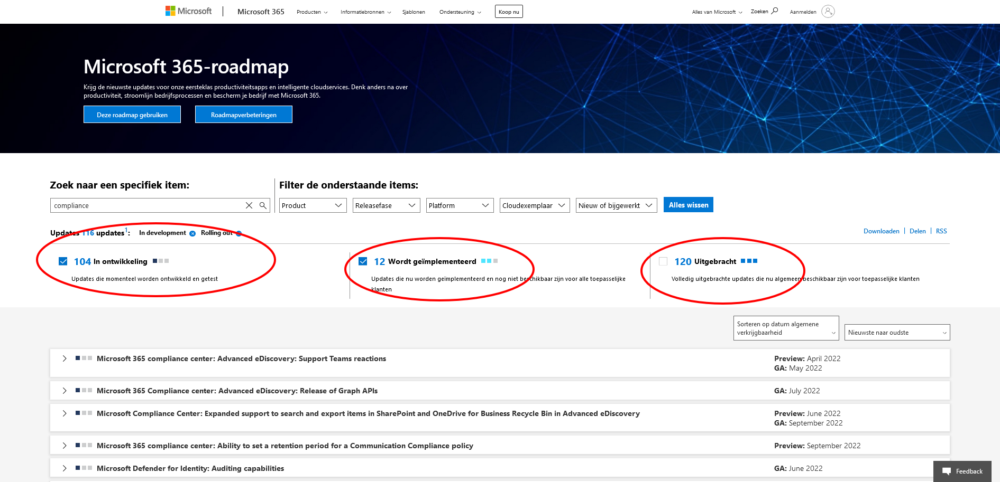 Microsoft
Microsoft 365
Producten
Informatiebronnen
Sjablonen
Ondersteuning
Koop nu
Alles van Microsoft
Zoeken
Aanmelden
Microsoft 365-roadmap
Krijg de nieuwste updates voor onze eersteklas productiviteitsapps en intelligente cloudservices. Denk anders na over
productiviteit, stroomlijn bedrijfsprocessen en bescherm je bedrijf met Microsoft 365.
Deze roadmap gebruiken
Roadmapverbeteringen
Zoek naar een specifiek item:
Filter de onderstaande items:
compliance
Product
Releasefase
Platform
Cloudexemplaar
Nieuw of bijgewerkt
Alles wissen
Updates 116 updates1:
In development
Rolling out
Downloaden | Delen | RSS
104 In ontwikkeling
Updates die momenteel worden ontwikkeld en getest
12 Wordt geïmplementeerd
Updates die nu worden geïmplementeerd en nog niet beschikbaar zijn voor alle toepasselijke
klanten
120 Uitgebracht
Volledig uitgebrachte updates die nu algemeen beschikbaar zijn voor toepasselijke klanten
Sorteren op datum algemene
verkrijgbaarheid
Nieuwste naar oudste
Microsoft 365 compliance center: Advanced eDiscovery: Support Teams reactions
Preview: April 2022
GA: May 2022
Microsoft 365 Compliance center: Advanced eDiscovery: Release of Graph APIs
GA: July 2022
Microsoft Compliance Center: Expanded support to search and export items in SharePoint and OneDrive for Business Recycle Bin in Advanced eDiscovery
Preview: June 2022
GA: September 2022
Microsoft 365 compliance center: Ability to set a retention period for a Communication Compliance policy
Preview: September 2022
Microsoft Defender for Identity: Auditing capabilities
GA: June 2022
Feedback